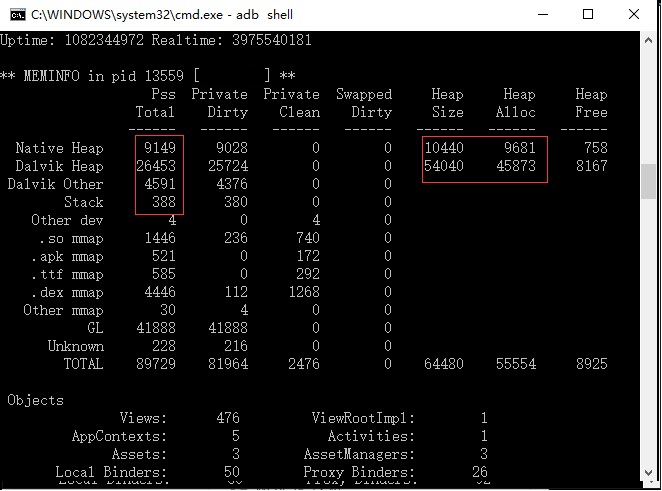 C:\WINDOWS\system32\cmd.exe - adb shell
Uptime: 1082344972 Realtime: 3975540181
** MEMINFO in pid 13559 [ ] **
Pss Private Private Swapped Heap Heap Heap
Total Dirty Clean Dirty Size Alloc Free
------ ------ ------ ------ ------ ------ ------
Native Heap 9149 9028 0 0 10440 9681 758
Dalvik Heap 26453 25724 0 0 54040 45873 8167
Dalvik Other 4591 4376 0 0
Stack 388 380 0 0
Other dev 4 0 4 0
.so mmap 1446 236 740 0
.apk mmap 521 0 172 0
.ttf mmap 585 0 292 0
.dex mmap 4446 112 1268 0
Other mmap 30 4 0 0
GL 41888 41888 0 0
Unknown 228 216 0 0
TOTAL 89729 81964 2476 0 64480 55554 8925
Objects
Views: 476 ViewRootImpl: 1
AppContexts: 5 Activities: 1
Assets: 3 AssetManagers: 3
Local Binders: 50 Proxy Binders: 26